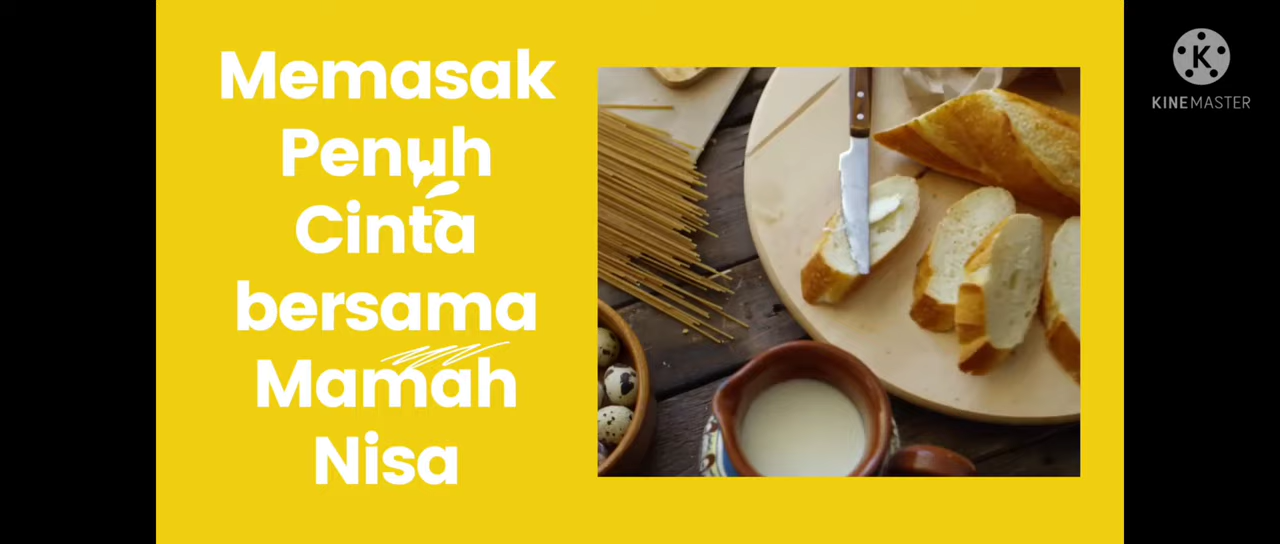 Memasak
Penuh
Cinta
bersama
Mamah
Nisa
K
KINEMASTER